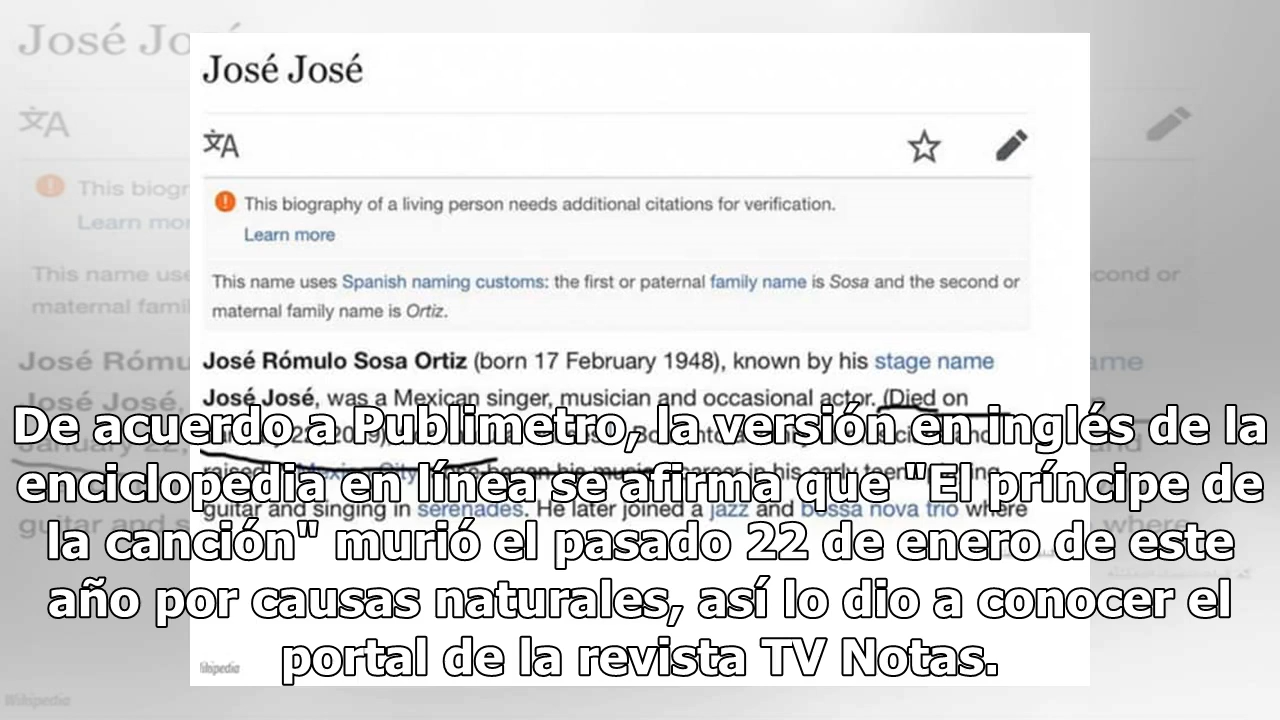 José José
文A
This biography of a living person needs additional citations for verification.
Learn more
This name uses Spanish naming customs: the first or paternal family name is Sosa and the second or
maternal family name is Ortiz.
José Rómulo Sosa Ortiz (born 17 February 1948), known by his stage name
José José, was a Mexican singer, musician and occasional actor. (Died on
guitar and singing in serenades. He later joined a jazz and bossa nova trio where
De acuerdo a Publimetro, la versión en inglés de la
enciclopedia en línea se afirma que "El príncipe de
la canción" murió el pasado 22 de enero de este
año por causas naturales, así lo dio a conocer el
portal de la revista TV Notas.
Wikipedia